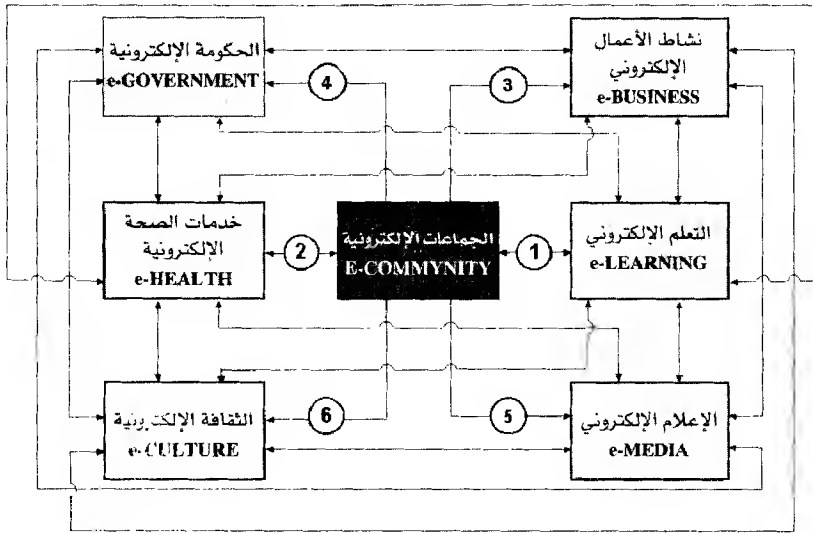 نشاط الأعمال
الإلكتروني
e-BUSINESS
3
4
الحكومة الإلكترونية
e-GOVERNMENT
التعلم الإلكتروني
e-LEARNING
1
الجماعات الإلكترونية
E-COMMYNITY
2
خدمات الصحة
الإلكترونية
e-HEALTH
الإعلام الإلكتروني
e-MEDIA
5
6
الثقافة الإلكترونية
e-CULTURE